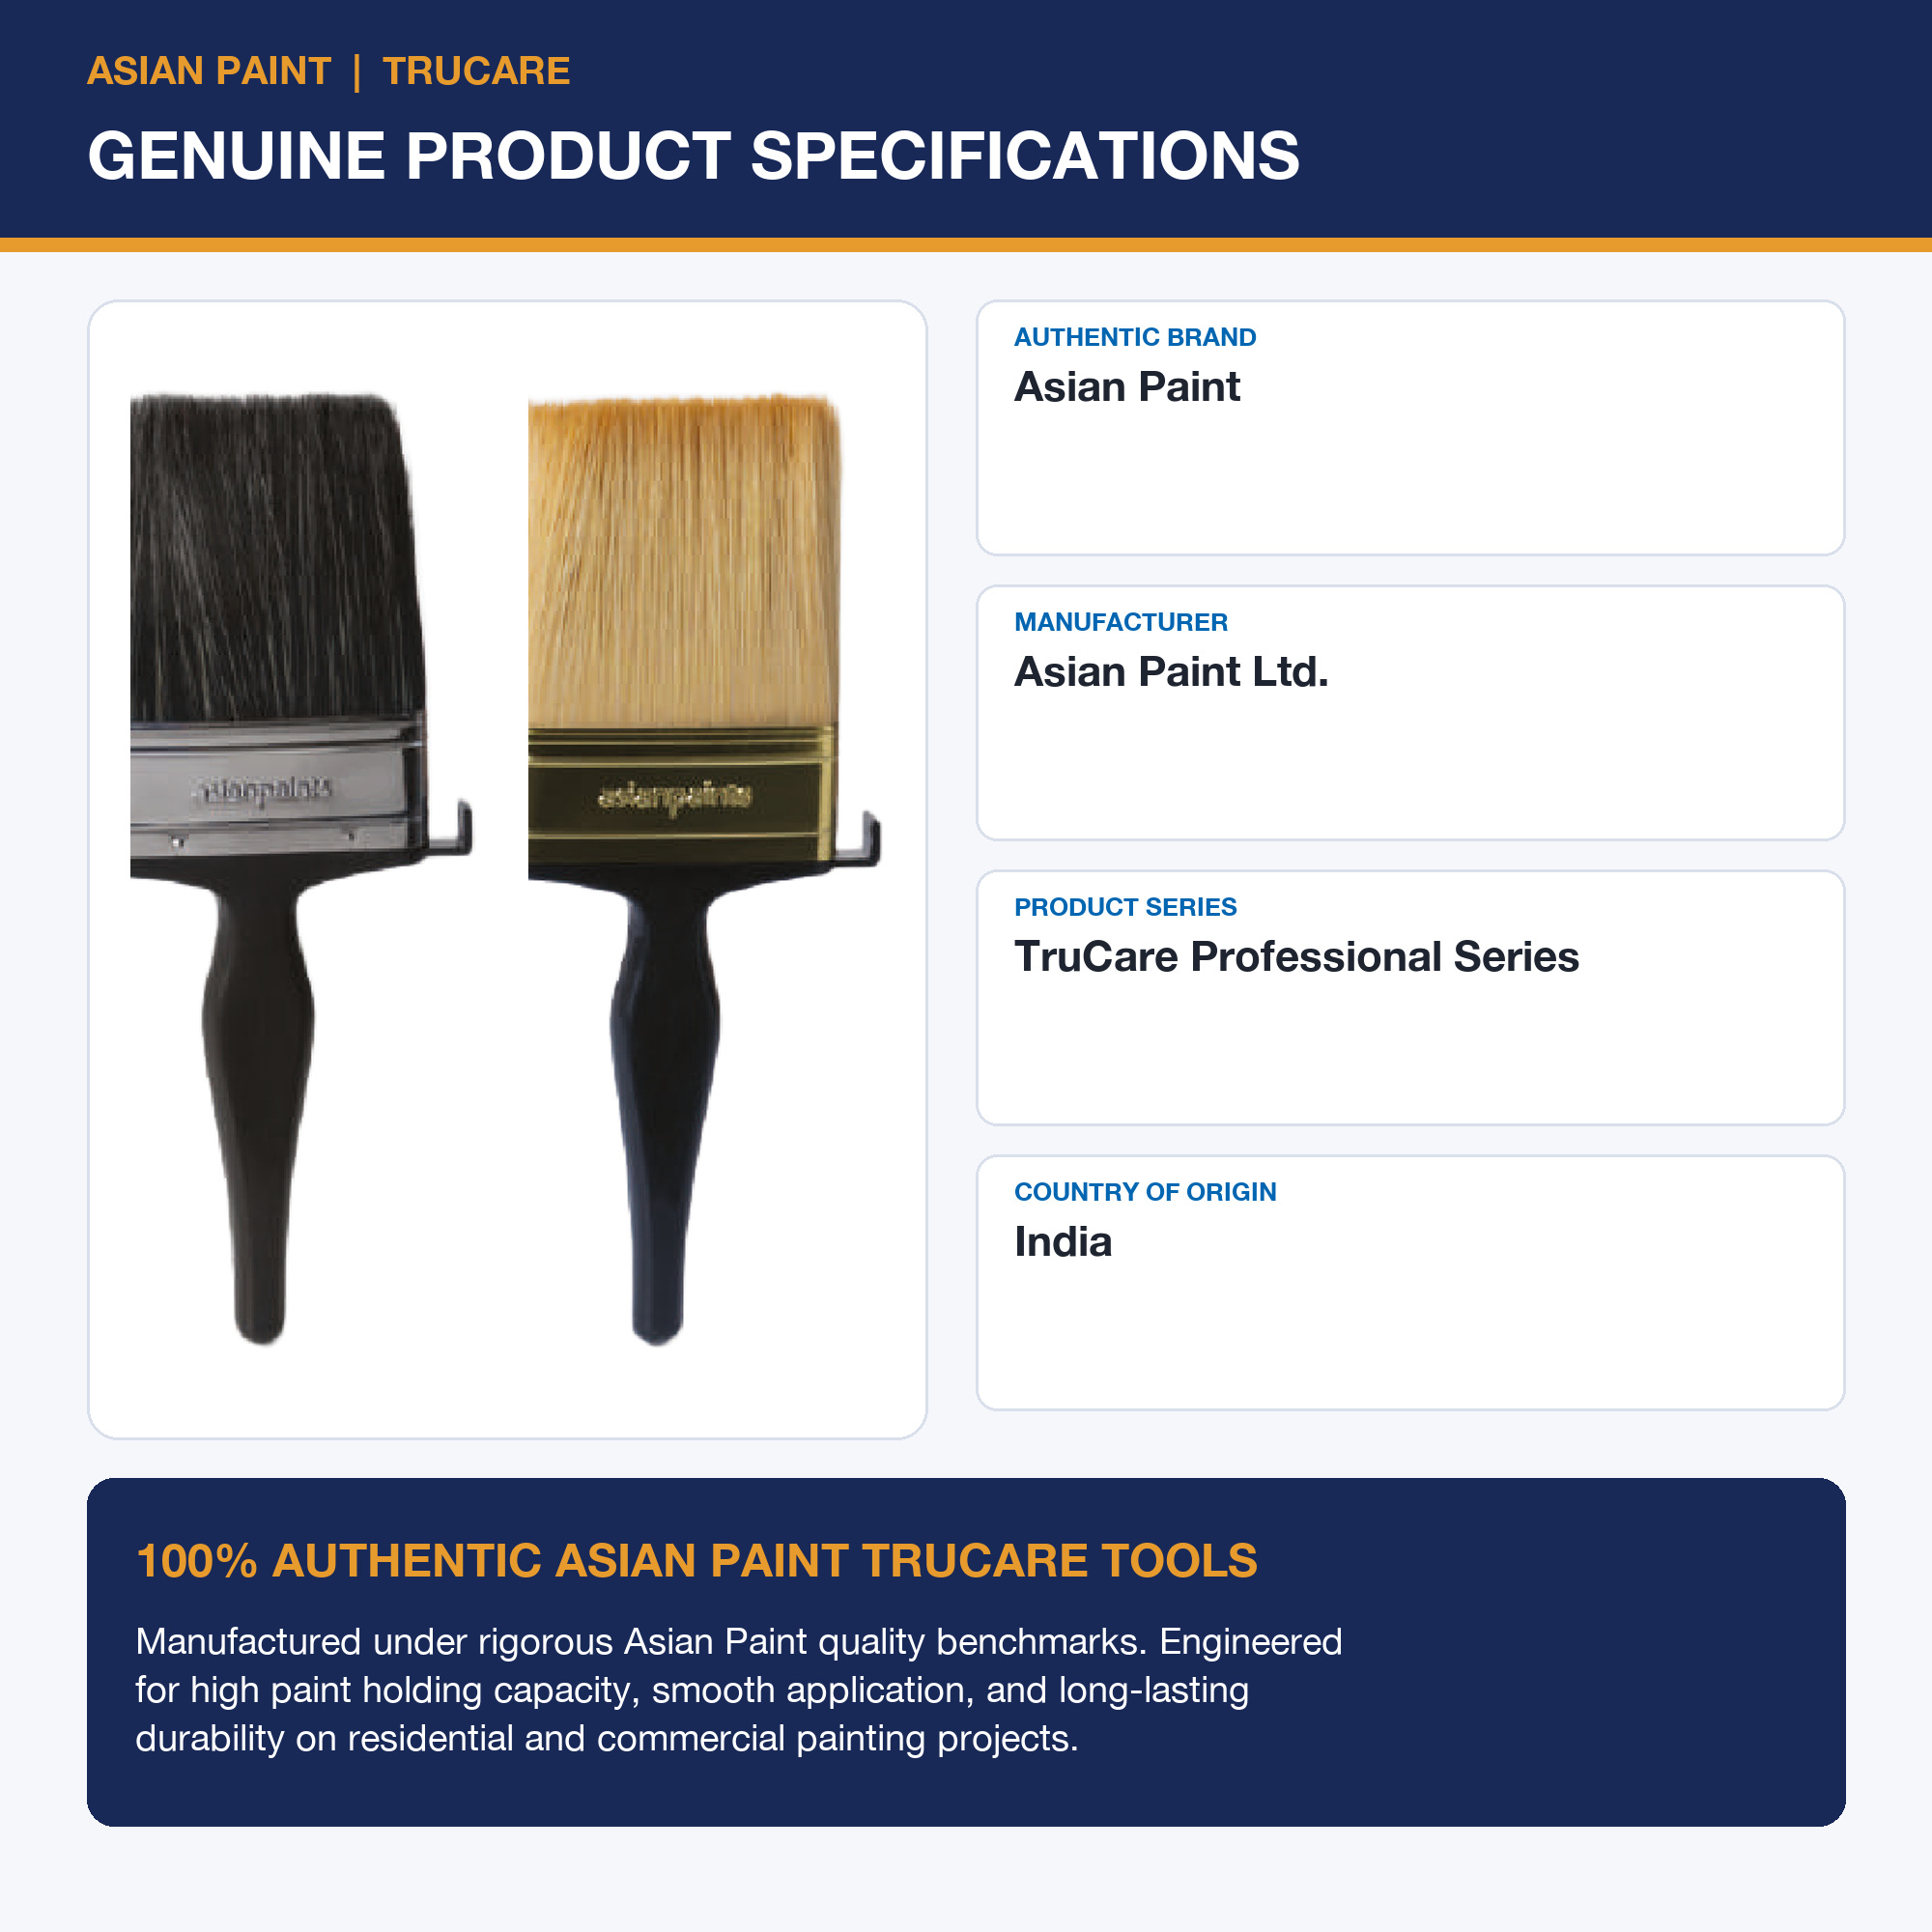 ASIAN PAINT | TRUCARE
GENUINE PRODUCT SPECIFICATIONS
asianpaints
asianpaints
AUTHENTIC BRAND
Asian Paint
MANUFACTURER
Asian Paint Ltd.
PRODUCT SERIES
TruCare Professional Series
COUNTRY OF ORIGIN
India
100% AUTHENTIC ASIAN PAINT TRUCARE TOOLS
Manufactured under rigorous Asian Paint quality benchmarks. Engineered
for high paint holding capacity, smooth application, and long-lasting
durability on residential and commercial painting projects.